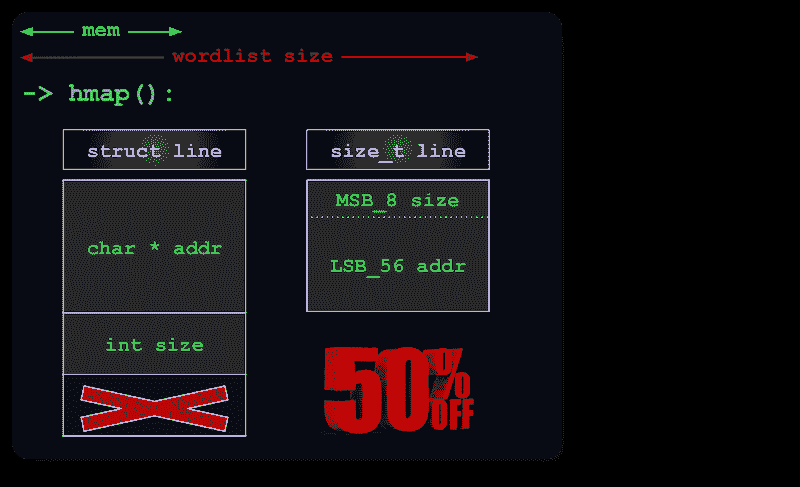 mem
wordlist size
-> hmap():
struct line
size_t line
MSB_8 size
char * addr
LSB_56 addr
int size
50% OFF